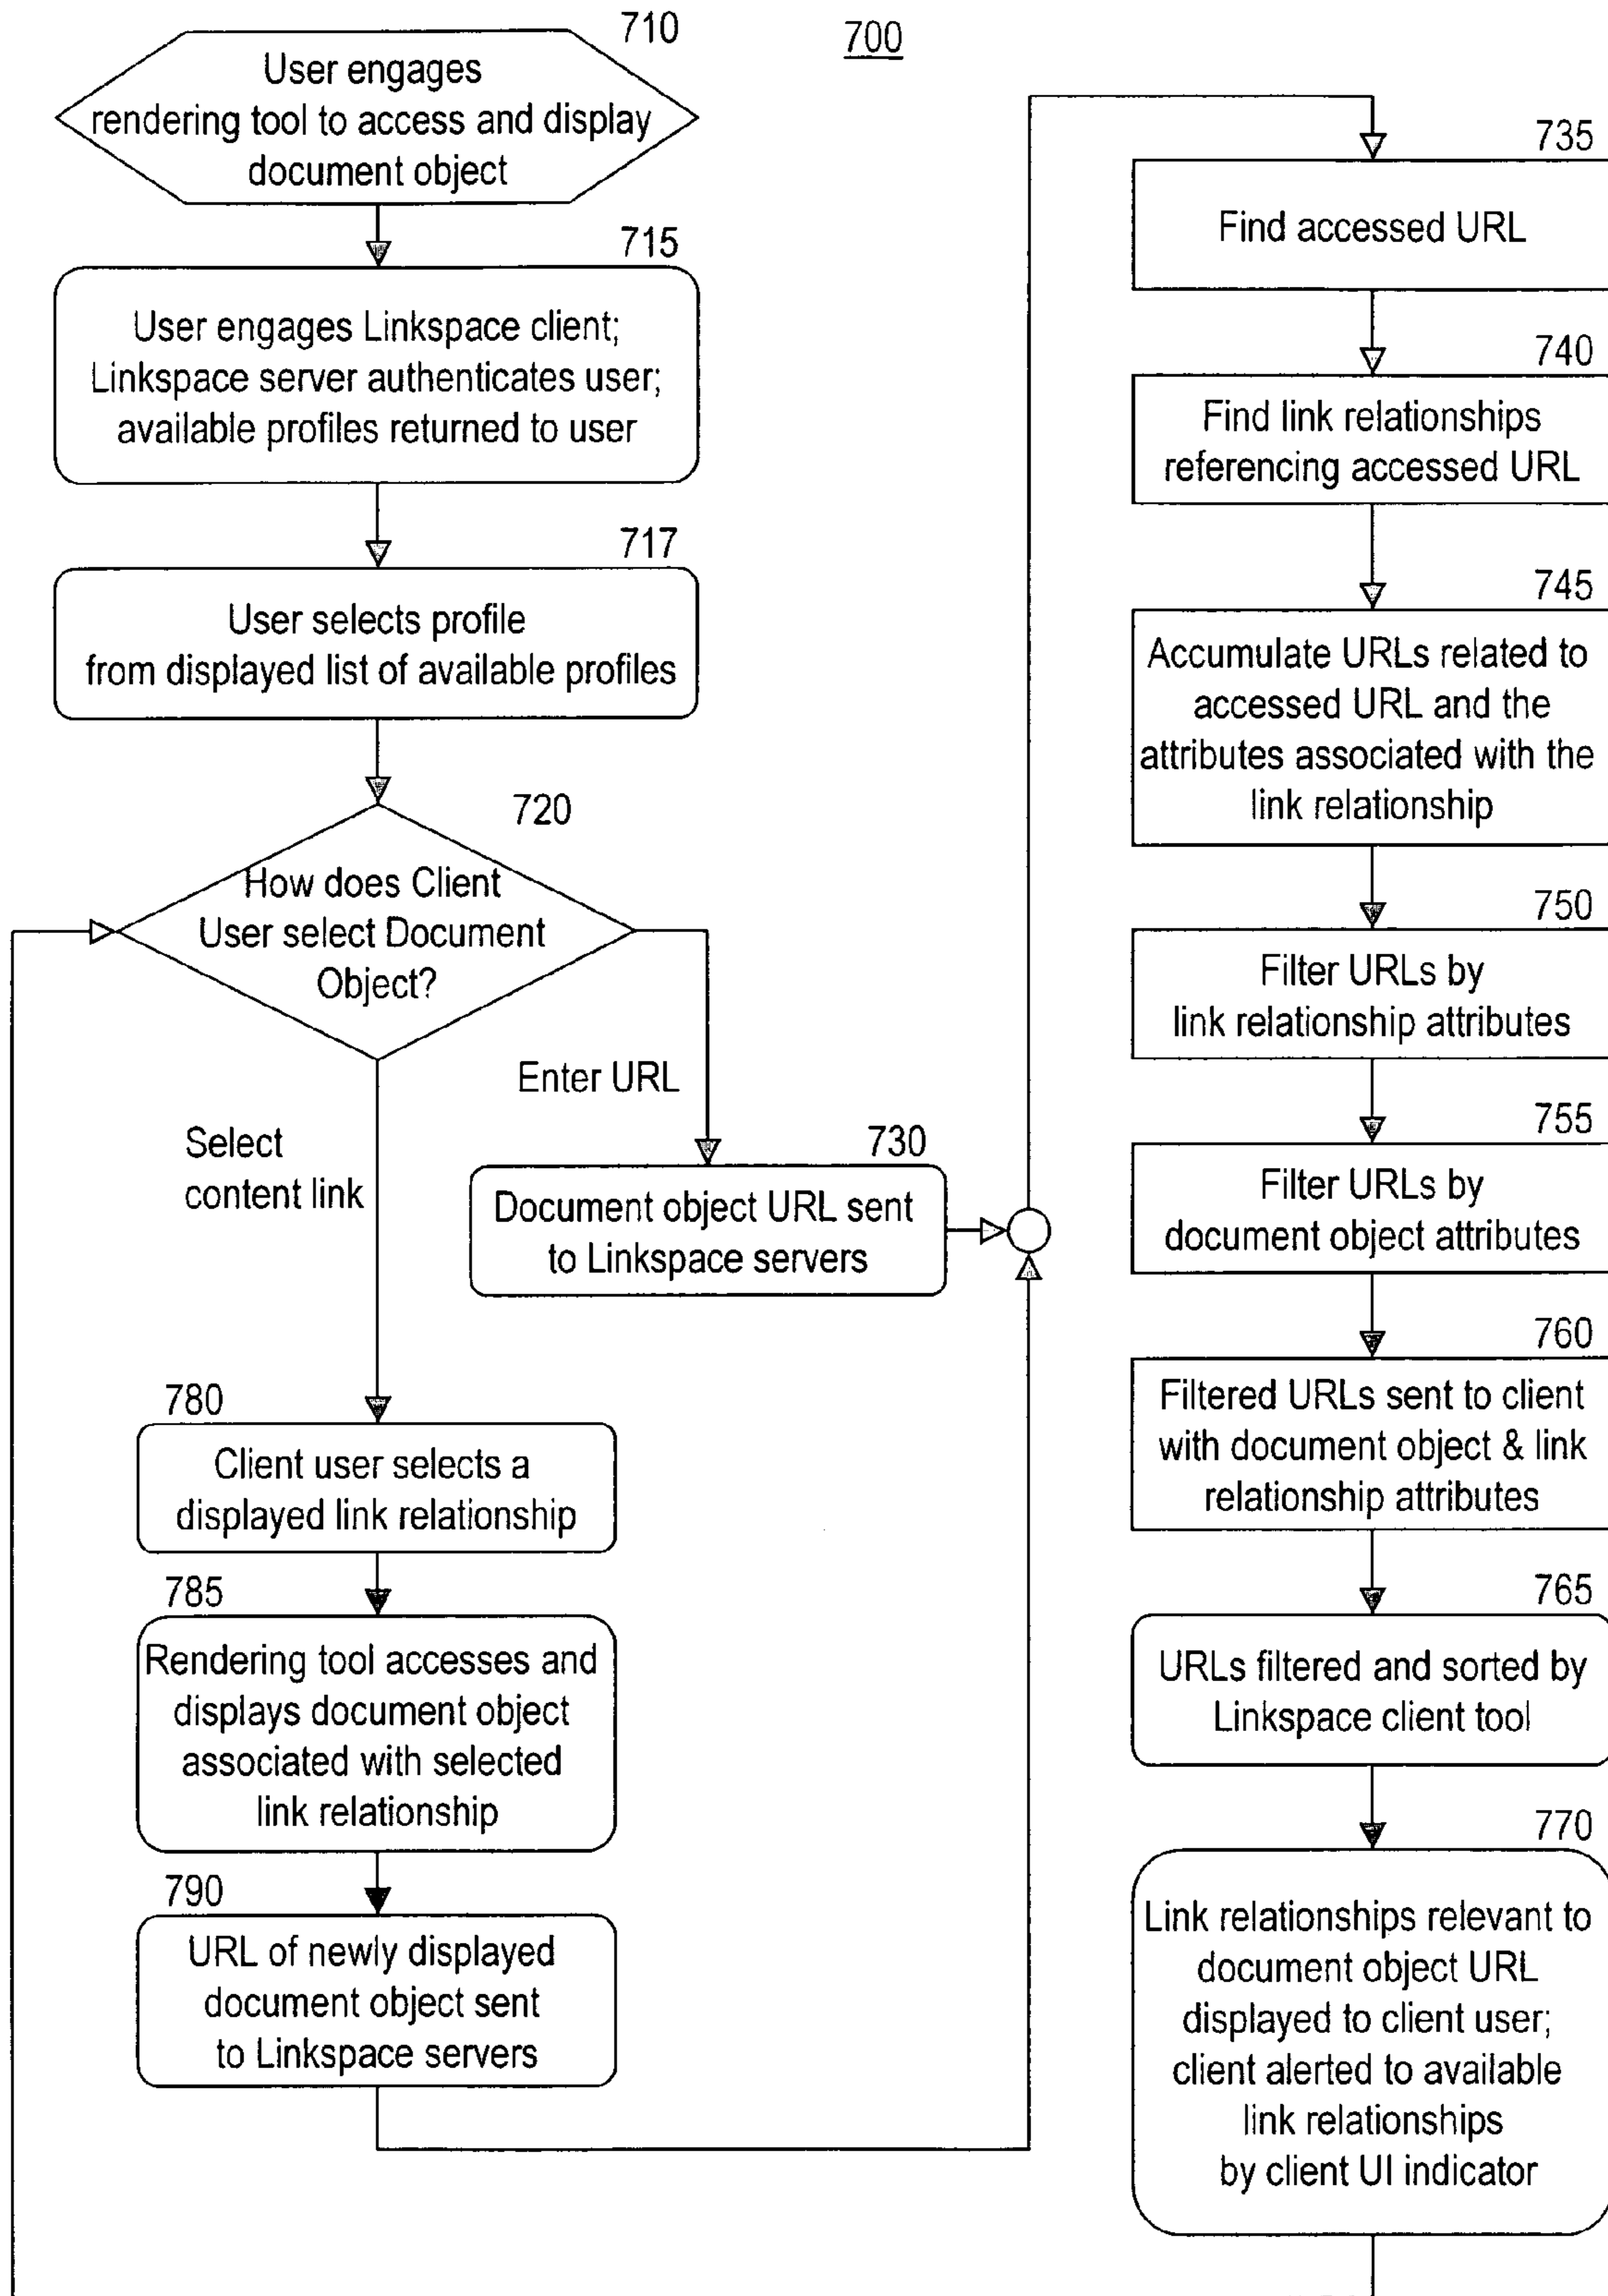 700
710
User engages
rendering tool to access and display
document object
715
User engages Linkspace client;
Linkspace server authenticates user;
available profiles returned to user
717
User selects profile
from displayed list of available profiles
720
How does Client
User select Document
Object?
Enter URL
Select
content link
730
Document object URL sent
to Linkspace servers
780
Client user selects a
displayed link relationship
785
Rendering tool accesses and
displays document object
associated with selected
link relationship
790
URL of newly displayed
document object sent
to Linkspace servers
735
Find accessed URL
740
Find link relationships
referencing accessed URL
745
Accumulate URLs related to
accessed URL and the
attributes associated with the
link relationship
750
Filter URLs by
link relationship attributes
755
Filter URLs by
document object attributes
760
Filtered URLs sent to client
with document object & link
relationship attributes
765
URLs filtered and sorted by
Linkspace client tool
770
Link relationships relevant to
document object URL
displayed to client user;
client alerted to available
link relationships
by client UI indicator